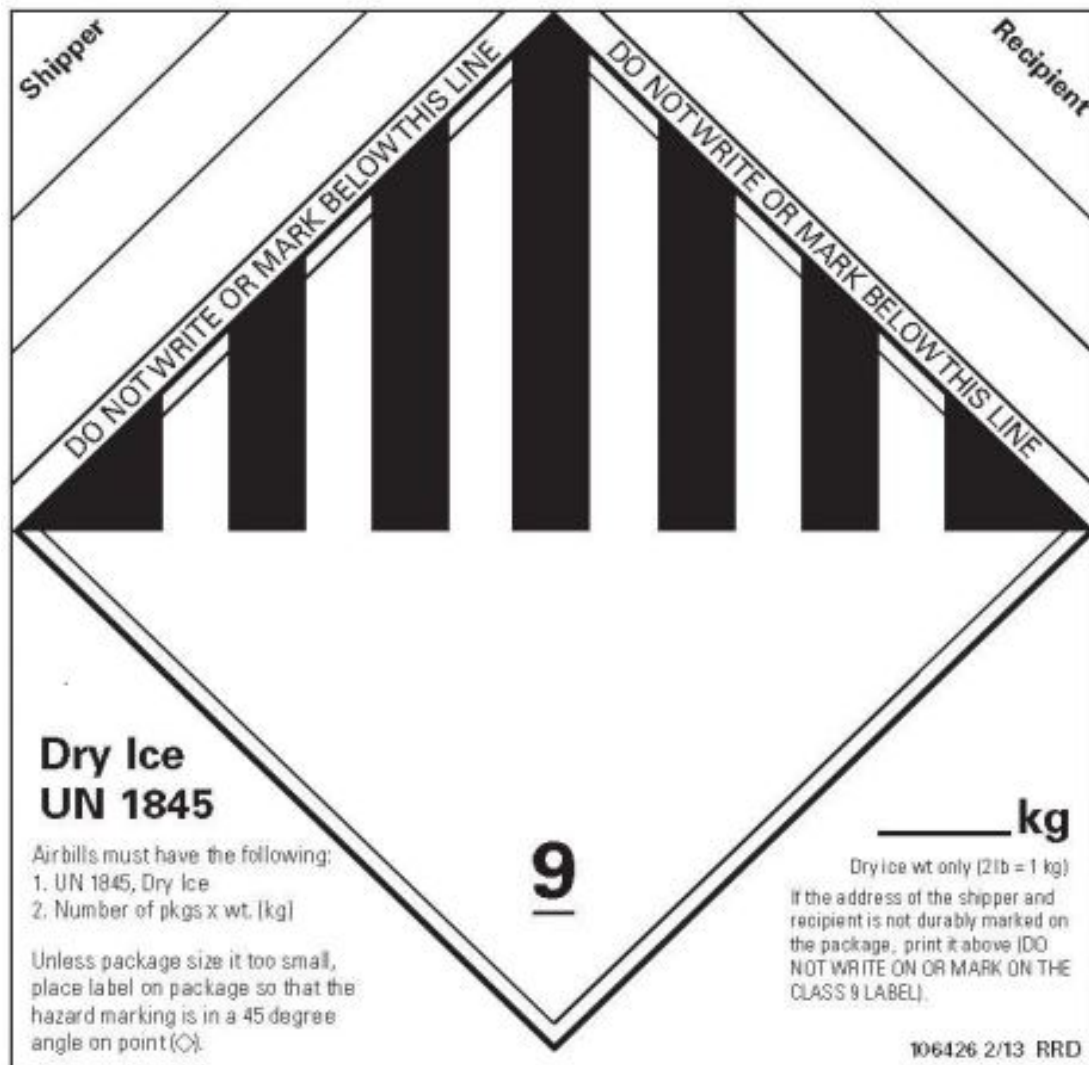 Shipper
Recipient
DO NOT WRITE OR MARK BELOW THIS LINE
DO NOT WRITE OR MARK BELOW THIS LINE
Dry Ice
UN 1845
Airbills must have the following:
1. UN 1845, Dry Ice
2. Number of pkgs x wt. (kg)
Unless package size it too small,
place label on package so that the
hazard marking is in a 45 degree
angle on point (◇).
9
_____kg
Dry ice wt only (2 lb = 1 kg)
If the address of the shipper and
recipient is not durably marked on
the package, print it above (DO
NOT WRITE ON OR MARK ON THE
CLASS 9 LABEL).
106426 2/13 RRD